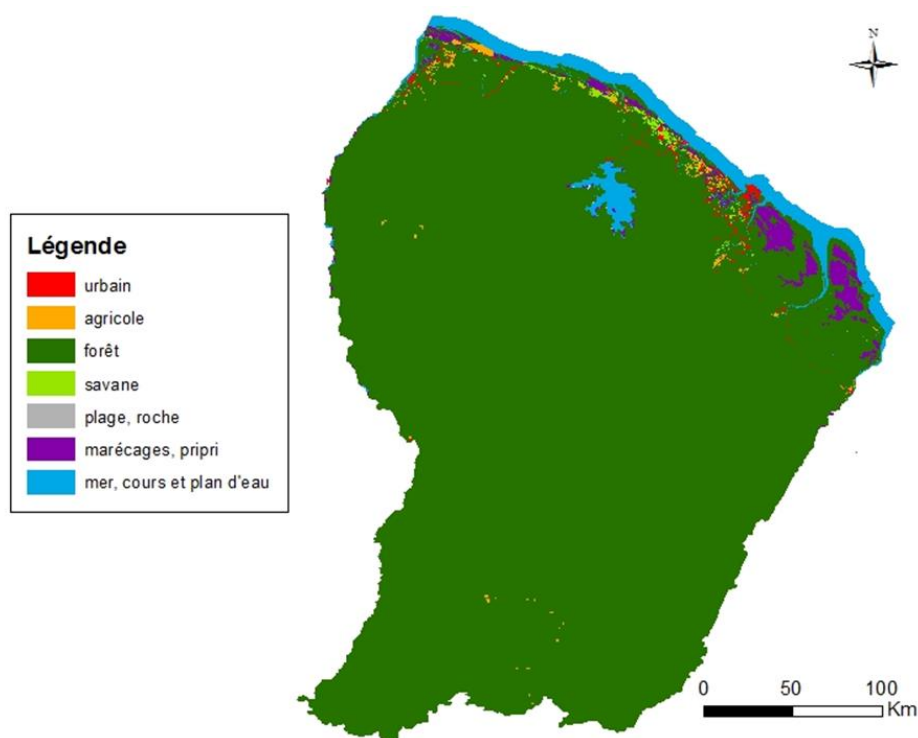 N
Légende
urbain
agricole
forêt
savane
plage, roche
marécages, pripri
mer, cours et plan d'eau
0 50 100
Km